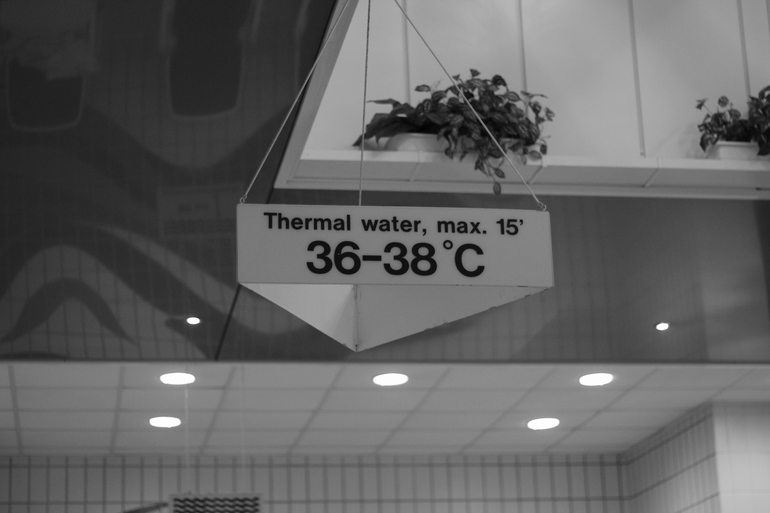 Thermal water, max. 15’
36–38°C